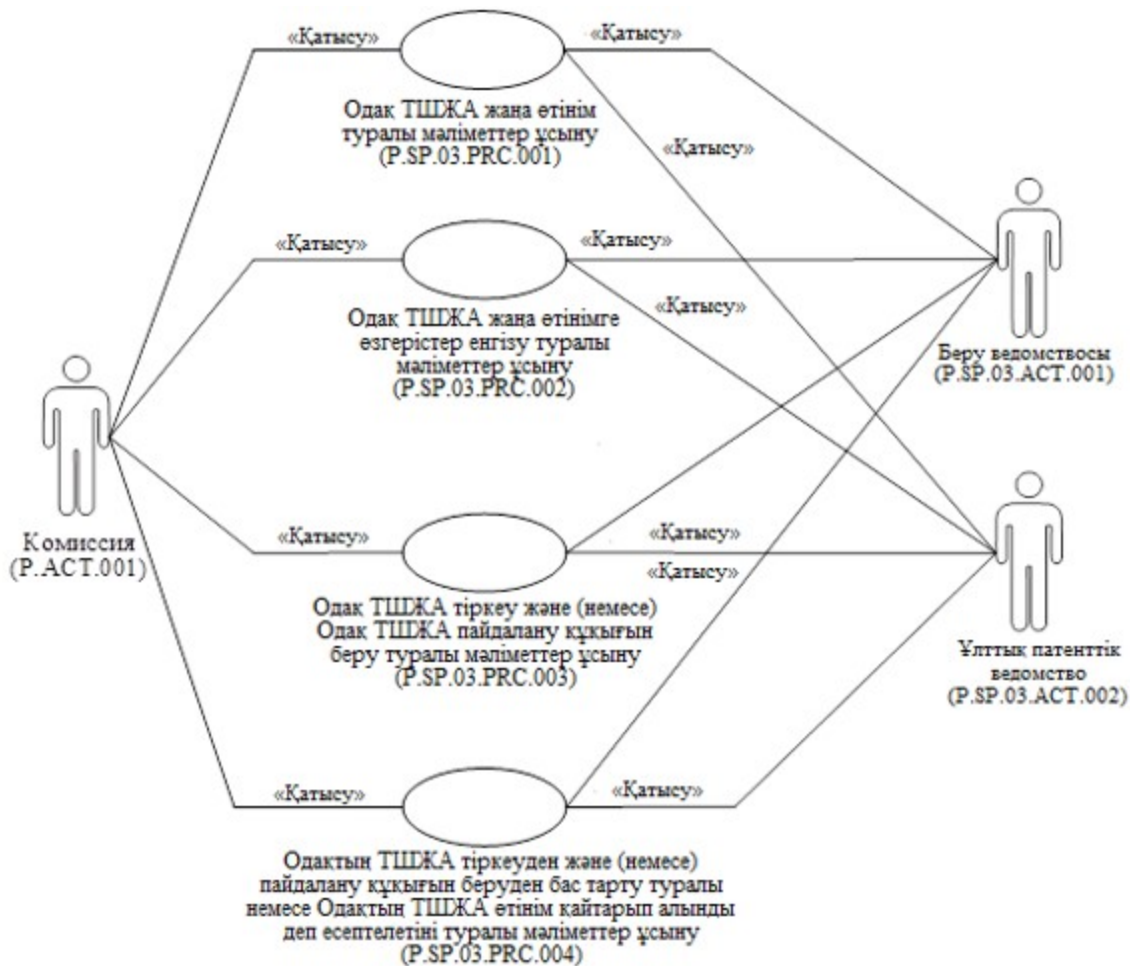 «Қатысу»
«Қатысу»
Одақ ТШЖА жаңа өтінім
туралы мәліметтер ұсыну
(P.SP.03.PRC.001)
«Қатысу»
«Қатысу»
«Қатысу»
Одақ ТШЖА жаңа өтінімге
өзгерістер енгізу туралы
мәліметтер ұсыну
(P.SP.03.PRC.002)
«Қатысу»
Беру ведомствосы
(P.SP.03.ACT.001)
Комиссия
(P.ACT.001)
«Қатысу»
«Қатысу»
«Қатысу»
Одақ ТШЖА тіркеу және (немесе)
Одақ ТШЖА пайдалану құқығын
беру туралы мәліметтер ұсыну
(P.SP.03.PRC.003)
Ұлттық патенттік
ведомство
(P.SP.03.ACT.002)
«Қатысу»
«Қатысу»
Одақтың ТШЖА тіркеуден және (немесе)
пайдалану құқығын беруден бас тарту туралы
немесе Одақтың ТШЖА өтінім қайтарып алынды
деп есептелетіні туралы мәліметтер ұсыну
(P.SP.03.PRC.004)